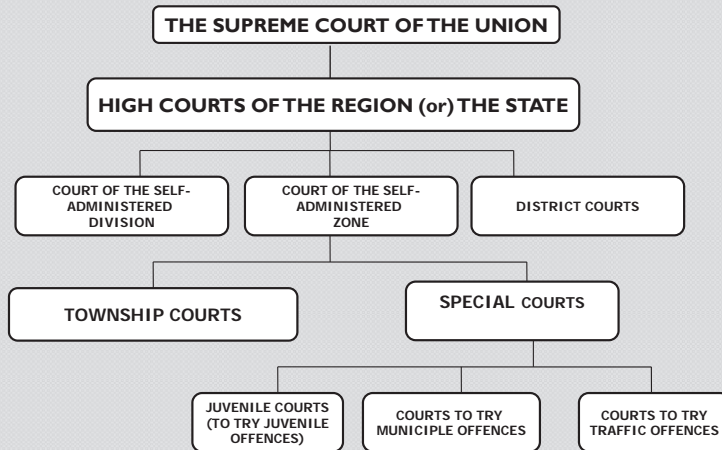 THE SUPREME COURT OF THE UNION
HIGH COURTS OF THE REGION (or) THE STATE
COURT OF THE SELF-
ADMINISTERED
DIVISION
COURT OF THE SELF-
ADMINISTERED
ZONE
DISTRICT COURTS
TOWNSHIP COURTS
SPECIAL COURTS
JUVENILE COURTS
(TO TRY JUVENILE
OFFENCES)
COURTS TO TRY
MUNICIPLE OFFENCES
COURTS TO TRY
TRAFFIC OFFENCES